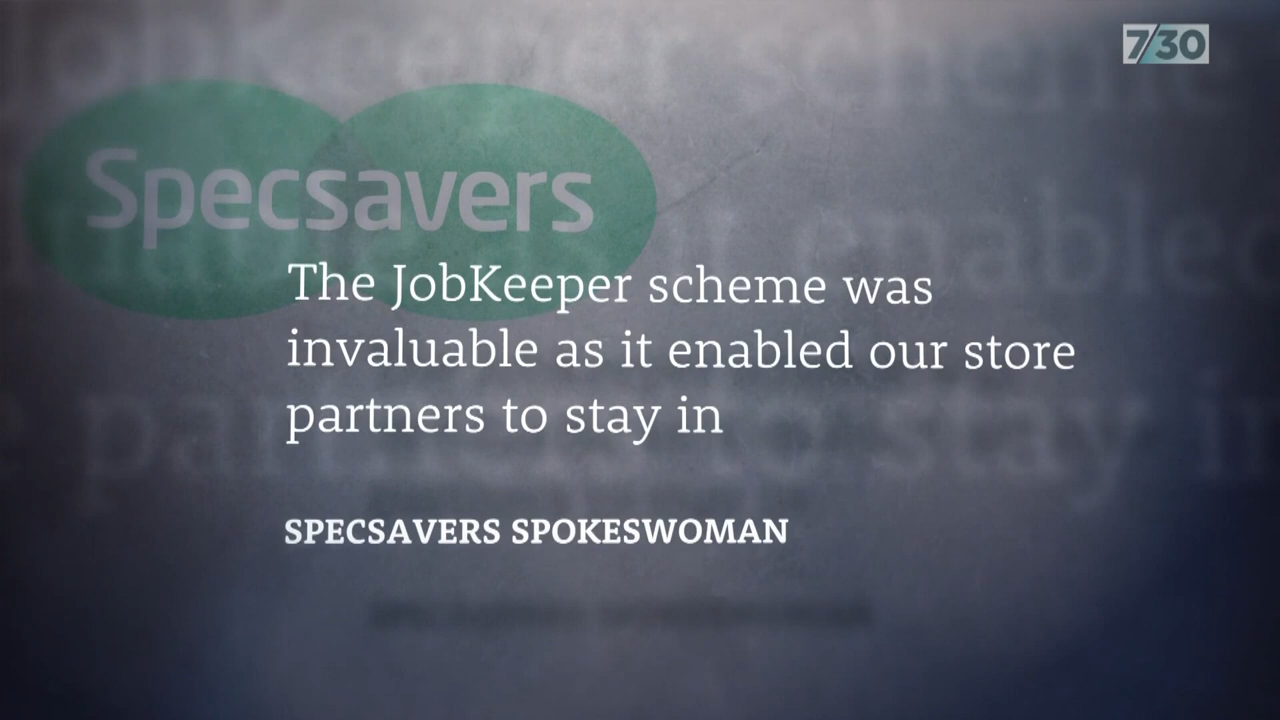 7/30
Specsavers
The JobKeeper scheme was
invaluable as it enabled our store
partners to stay in
SPECSAVERS SPOKESWOMAN